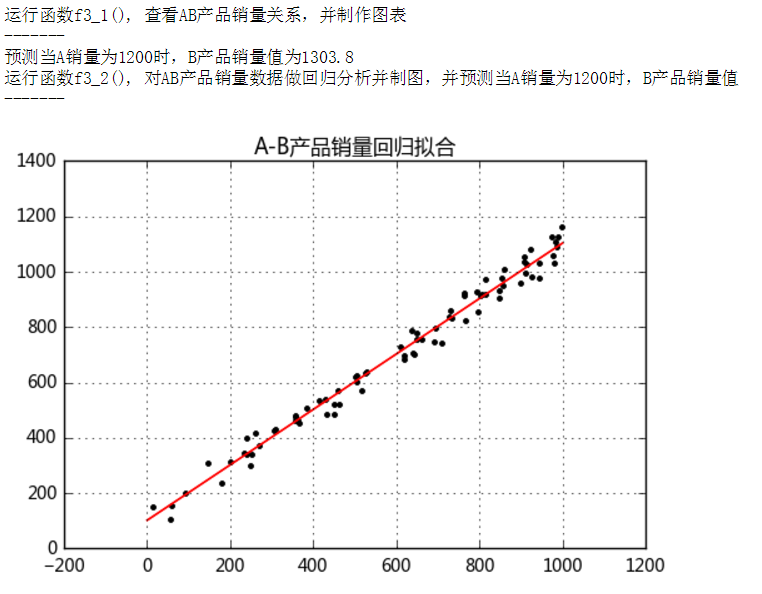 运行函数f3_1(), 查看AB产品销量关系，并制作图表
-------
预测当A销量为1200时，B产品销量值为1303.8
运行函数f3_2(), 对AB产品销量数据做回归分析并制图，并预测当A销量为1200时，B产品销量值
-------
A-B产品销量回归拟合
1400
1200
1000
800
600
400
200
0
−200 0 200 400 600 800 1000 1200